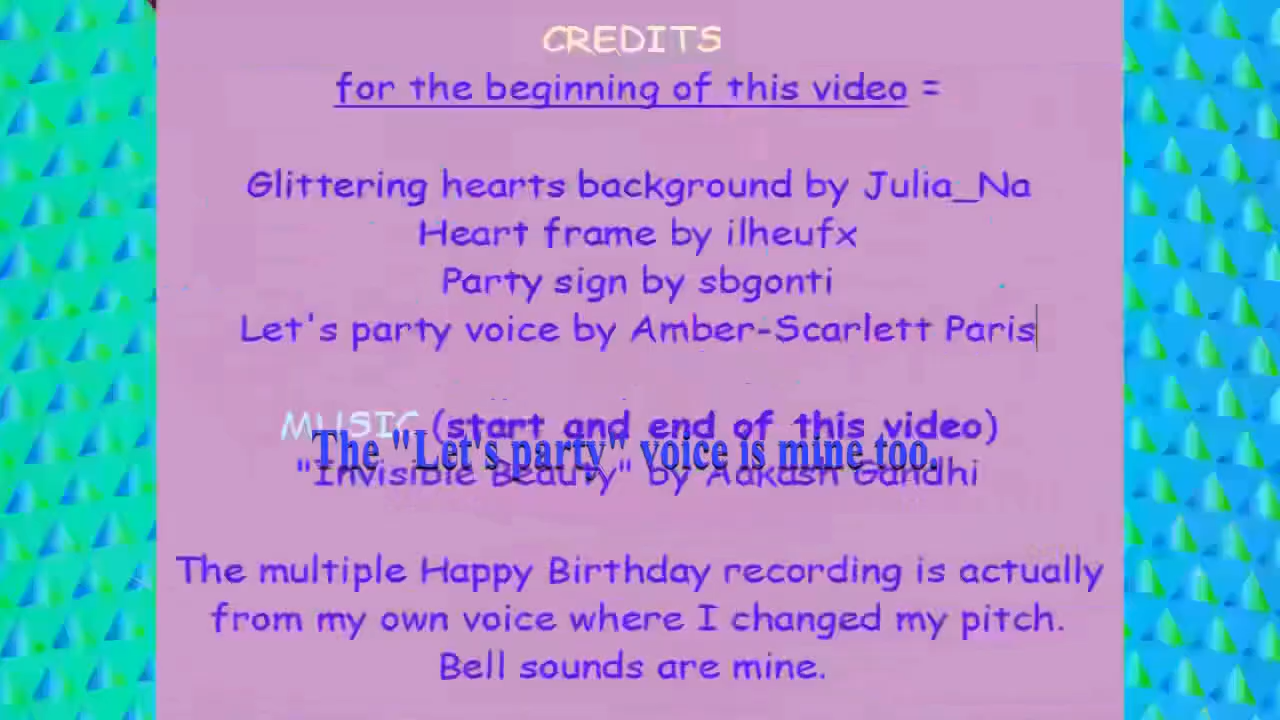 CREDITS
for the beginning of this video =
Glittering hearts background by Julia_Na
Heart frame by ilheufx
Party sign by sbgonti
Let's party voice by Amber-Scarlett Paris
MUSIC (start and end of this video)
The "Let's party" voice is mine too.
"Invisible Beauty" by Aakash Gandhi
The multiple Happy Birthday recording is actually
from my own voice where I changed my pitch.
Bell sounds are mine.